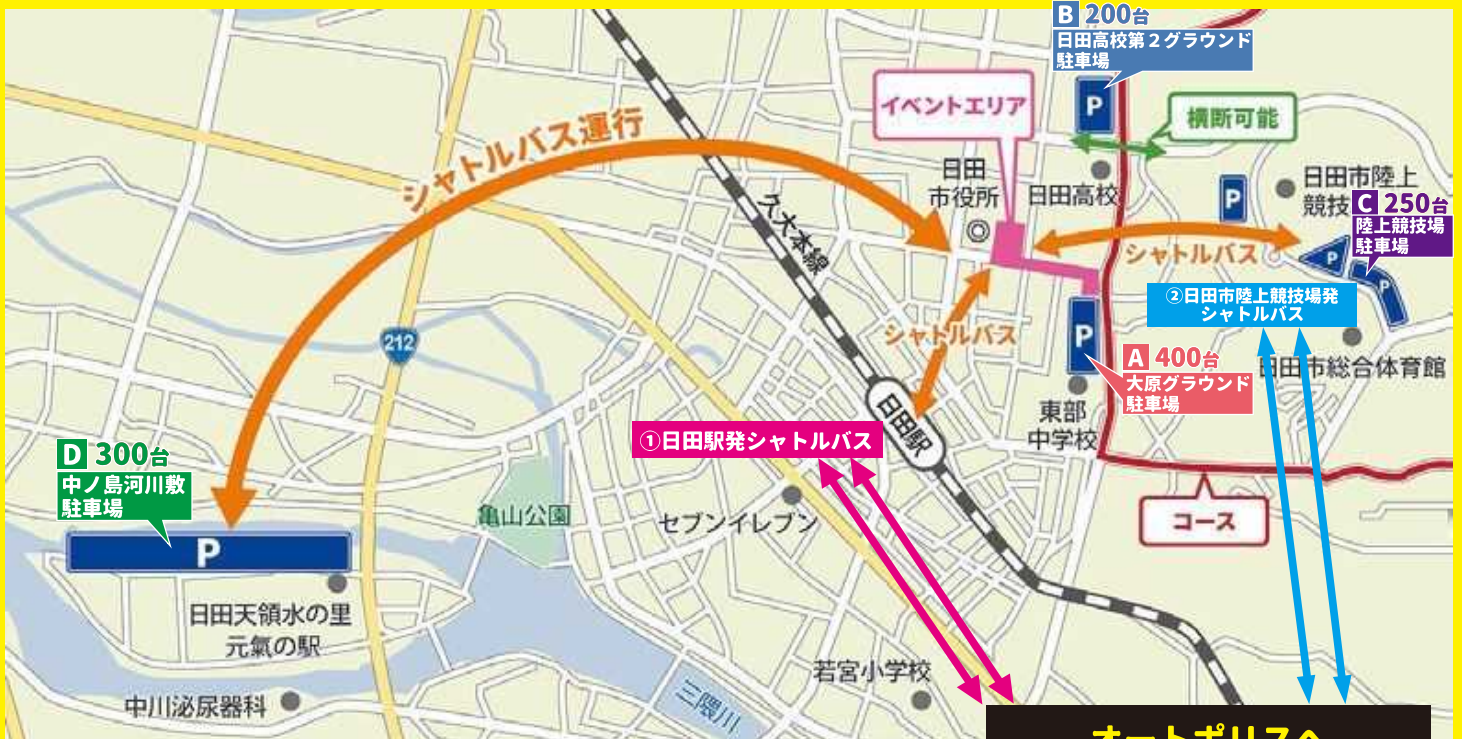 B 200台
日田高校第２グラウンド
駐車場
P
イベントエリア
横断可能
シャトルバス運行
日田
市役所
日田高校
P
日田市陸上
競技
C 250台
陸上競技場
駐車場
P
P
久大本線
シャトルバス
②日田市陸上競技場発
シャトルバス
212
シャトルバス
P
A 400台
大原グラウンド
駐車場
日田市総合体育館
日田駅
東部
中学校
①日田駅発シャトルバス
D 300台
中ノ島河川敷
駐車場
P
亀山公園
セブンイレブン
コース
日田天領水の里
元氣の駅
中川泌尿器科
若宮小学校
三隈川
オートポリスへ